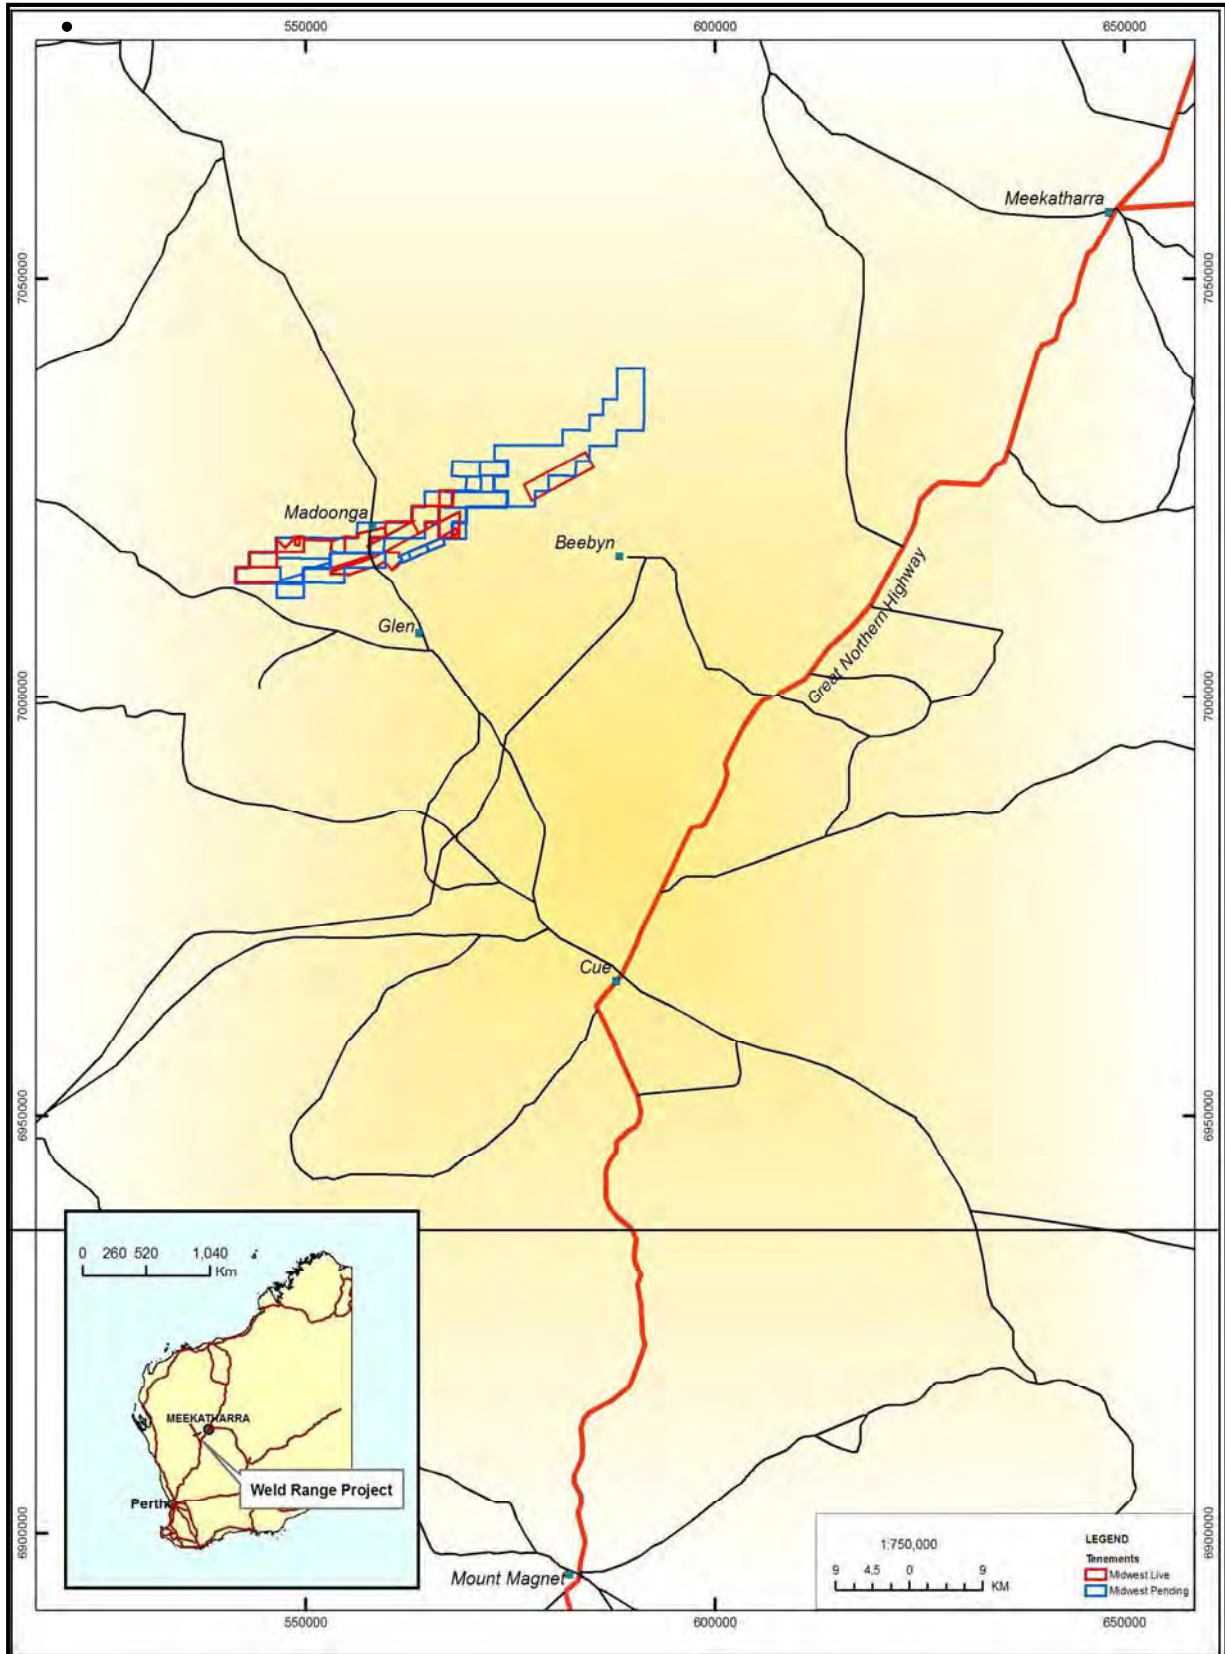 550000
600000
650000
Meekatharra
7050000
7050000
Madoonga
Beebyn
Great Northern Highway
Glen
7000000
7000000
Cue
6950000
6950000
0 260 520 1,040
Km
MEEKATHARRA
Weld Range Project
Perth
6900000
6900000
1:750,000
9 4.5 0 9
KM
LEGEND
Tenements
Midwest Live
Midwest Pending
Mount Magnet
550000
600000
650000